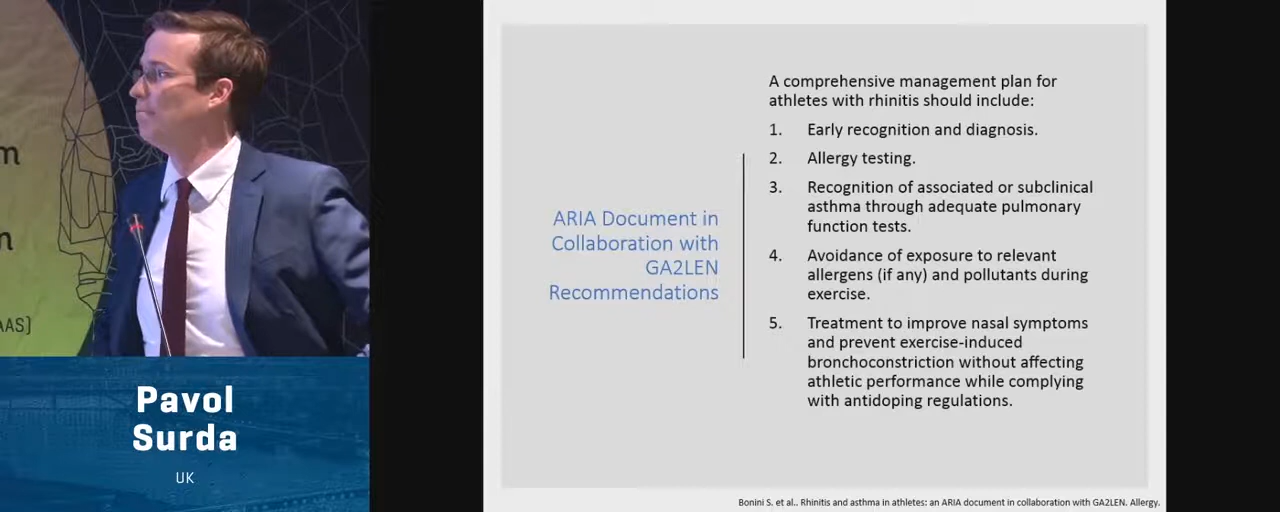 m
n
AAS)
Pavol
Surda
UK
ARIA Document in
Collaboration with
GA2LEN
Recommendations
A comprehensive management plan for
athletes with rhinitis should include:
1. Early recognition and diagnosis.
2. Allergy testing.
3. Recognition of associated or subclinical
asthma through adequate pulmonary
function tests.
4. Avoidance of exposure to relevant
allergens (if any) and pollutants during
exercise.
5. Treatment to improve nasal symptoms
and prevent exercise-induced
bronchoconstriction without affecting
athletic performance while complying
with antidoping regulations.
Bonini S. et al.. Rhinitis and asthma in athletes: an ARIA document in collaboration with GA2LEN. Allergy.